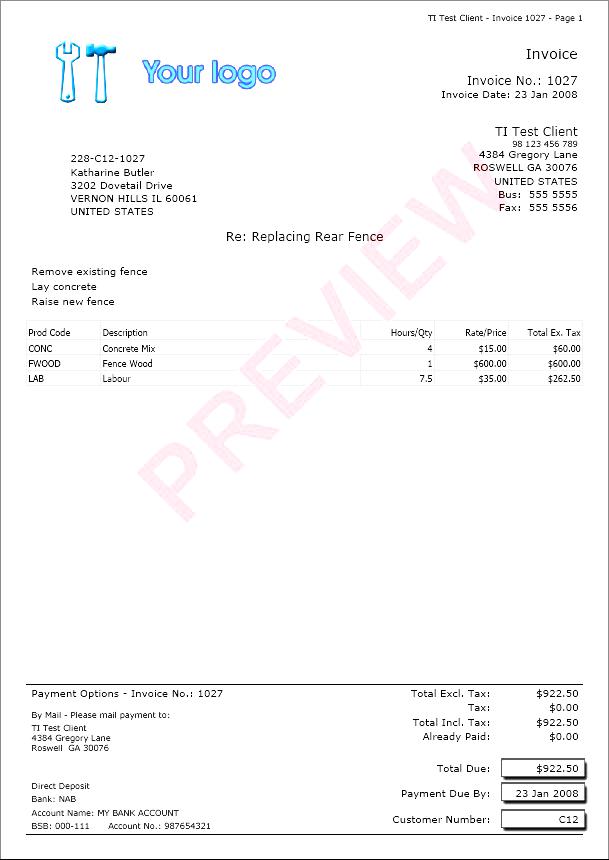 TI Test Client - Invoice 1027 - Page 1
Your logo
Invoice
Invoice No.: 1027
Invoice Date: 23 Jan 2008
TI Test Client
98 123 456 789
4384 Gregory Lane
ROSWELL GA 30076
UNITED STATES
Bus: 555 5555
Fax: 555 5556
228-C12-1027
Katharine Butler
3202 Dovetail Drive
VERNON HILLS IL 60061
UNITED STATES
Re: Replacing Rear Fence
Remove existing fence
Lay concrete
Raise new fence
Prod Code Description Hours/Qty Rate/Price Total Ex. Tax
CONC Concrete Mix 4 $15.00 $60.00
FWOOD Fence Wood 1 $600.00 $600.00
LAB Labour 7.5 $35.00 $262.50
PREVIEW
Payment Options - Invoice No.: 1027
By Mail - Please mail payment to:
TI Test Client
4384 Gregory Lane
Roswell GA 30076
Direct Deposit
Bank: NAB
Account Name: MY BANK ACCOUNT
BSB: 000-111 Account No.: 987654321
Total Excl. Tax: $922.50
Tax: $0.00
Total Incl. Tax: $922.50
Already Paid: $0.00
Total Due: $922.50
Payment Due By: 23 Jan 2008
Customer Number: C12